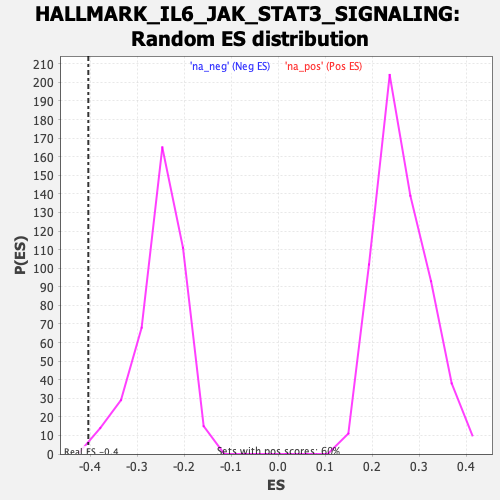 HALLMARK_IL6_JAK_STAT3_SIGNALING:
Random ES distribution
'na_neg' (Neg ES) 'na_pos' (Pos ES)
P(ES)
210
200
190
180
170
160
150
140
130
120
110
100
90
80
70
60
50
40
30
20
10
0
Real ES -0.4
Sets with pos scores: 60%
-0.4 -0.3 -0.2 -0.1 0.0 0.1 0.2 0.3 0.4
ES